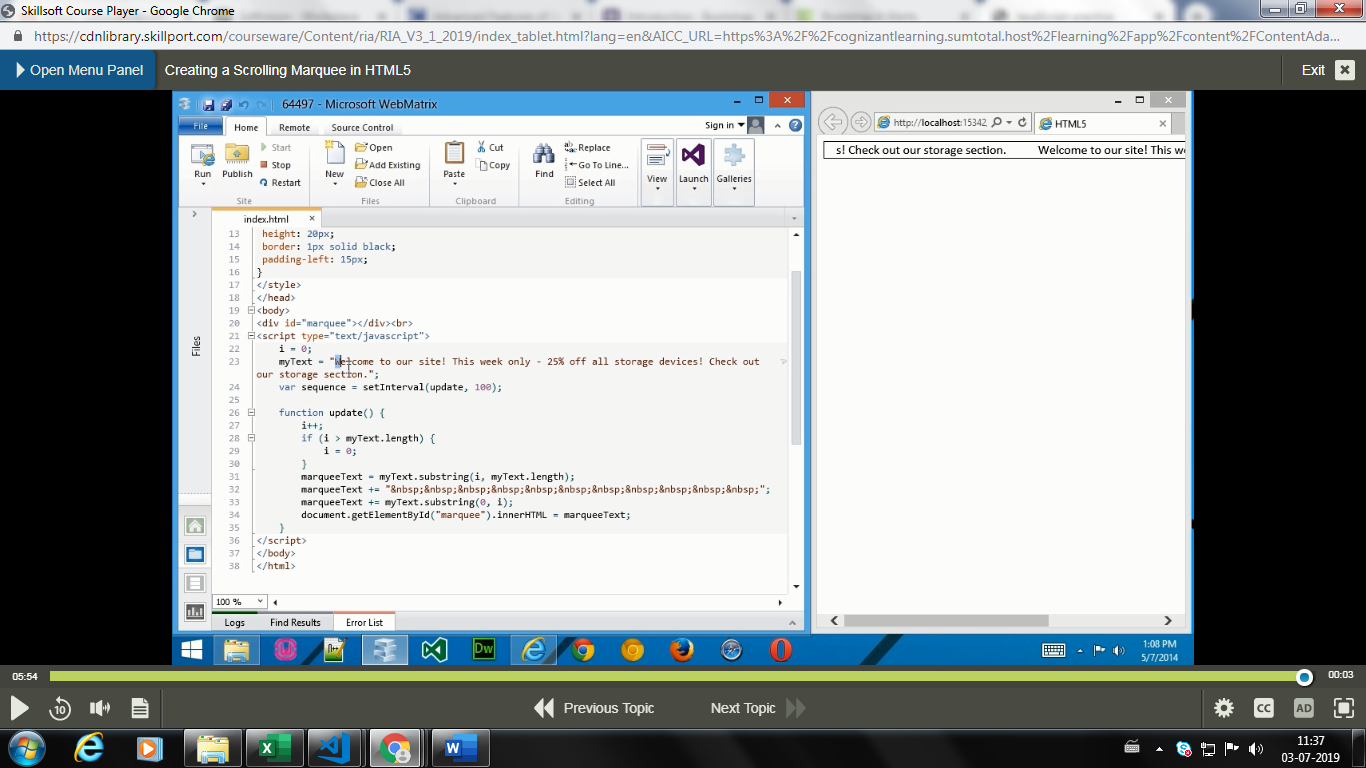 Skillsoft Course Player - Google Chrome
https://cdnlibrary.skillport.com/courseware/Content/ria/RIA_V3_1_2019/index_tablet.html?lang=en&AICC_URL=https%3A%2F%2Fcognizantlearning.sumtotal.host%2Flearning%2Fapp%2Fcontent%2FContentAda...
Open Menu Panel
Creating a Scrolling Marquee in HTML5
Exit
64497 - Microsoft WebMatrix
File
Home
Remote
Source Control
Sign in
Run
Publish
Start
Stop
Restart
Site
New
Open
Add Existing
Close All
Files
Paste
Cut
Copy
Clipboard
Find
Replace
Go To Line...
Select All
Editing
View
Launch
Galleries
http://localhost:15342,
HTML5
s! Check out our storage section. Welcome to our site! This we
index.html
Files
13 height: 20px;
14 border: 1px solid black;
15 padding-left: 15px;
16 }
17 </style>
18 </head>
19 <body>
20 <div id="marquee"></div><br>
21 <script type="text/javascript">
22 i = 0;
23 myText = "Welcome to our site! This week only - 25% off all storage devices! Check out
our storage section.";
24 var sequence = setInterval(update, 100);
25
26 function update() {
27 i++;
28 if (i > myText.length) {
29 i = 0;
30 }
31 marqueeText = myText.substring(i, myText.length);
32 marqueeText += "&nbsp;&nbsp;&nbsp;&nbsp;&nbsp;&nbsp;&nbsp;&nbsp;&nbsp;&nbsp;&nbsp;";
33 marqueeText += myText.substring(0, i);
34 document.getElementById("marquee").innerHTML = marqueeText;
35 }
36 </script>
37 </body>
38 </html>
100 %
Logs
Find Results
Error List
Dw
1:08 PM
5/7/2014
05:54
00:03
10
Previous Topic
Next Topic
CC
AD
11:37
03-07-2019